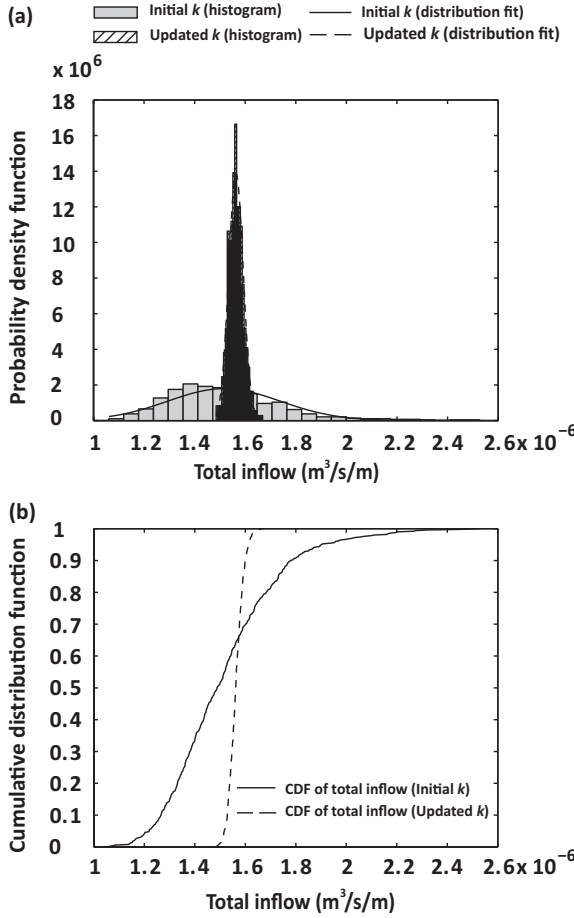 (a)
Initial k (histogram)
Initial k (distribution fit)
Updated k (histogram)
Updated k (distribution fit)
x 10⁶
18
16
14
12
10
8
6
4
2
0
Probability density function
1 1.2 1.4 1.6 1.8 2 2.2 2.4 2.6 x 10⁻⁶
Total inflow (m³/s/m)
(b)
1
0.9
0.8
0.7
0.6
0.5
0.4
0.3
0.2
0.1
0
Cumulative distribution function
CDF of total inflow (Initial k)
CDF of total inflow (Updated k)
1 1.2 1.4 1.6 1.8 2 2.2 2.4 2.6 x 10⁻⁶
Total inflow (m³/s/m)